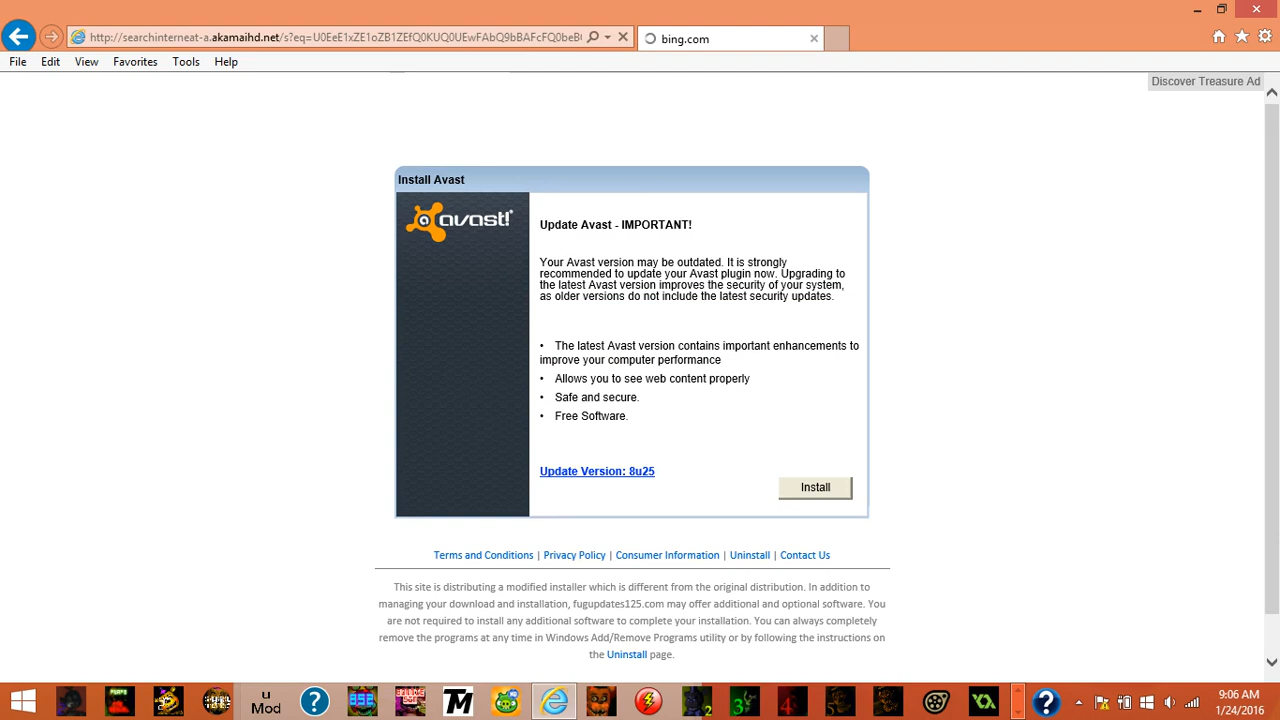 http://searchinterneat-a.akamaihd.net/s?eq=U0EeE1xZE1oZB1ZEfQ0KUQ0UEwFAbQ9bBAFcFQ0beB
bing.com
File Edit View Favorites Tools Help
Discover Treasure Ad
Install Avast
avast!
Update Avast - IMPORTANT!
Your Avast version may be outdated. It is strongly
recommended to update your Avast plugin now. Upgrading to
the latest Avast version improves the security of your system,
as older versions do not include the latest security updates.
• The latest Avast version contains important enhancements to
improve your computer performance
• Allows you to see web content properly
• Safe and secure.
• Free Software.
Update Version: 8u25
Install
Terms and Conditions | Privacy Policy | Consumer Information | Uninstall | Contact Us
This site is distributing a modified installer which is different from the original distribution. In addition to
managing your download and installation, fugupdates125.com may offer additional and optional software. You
are not required to install any additional software to complete your installation. You can always completely
remove the programs at any time in Windows Add/Remove Programs utility or by following the instructions on
the Uninstall page.
u
Mod
TM
2
3
4
9:06 AM
1/24/2016